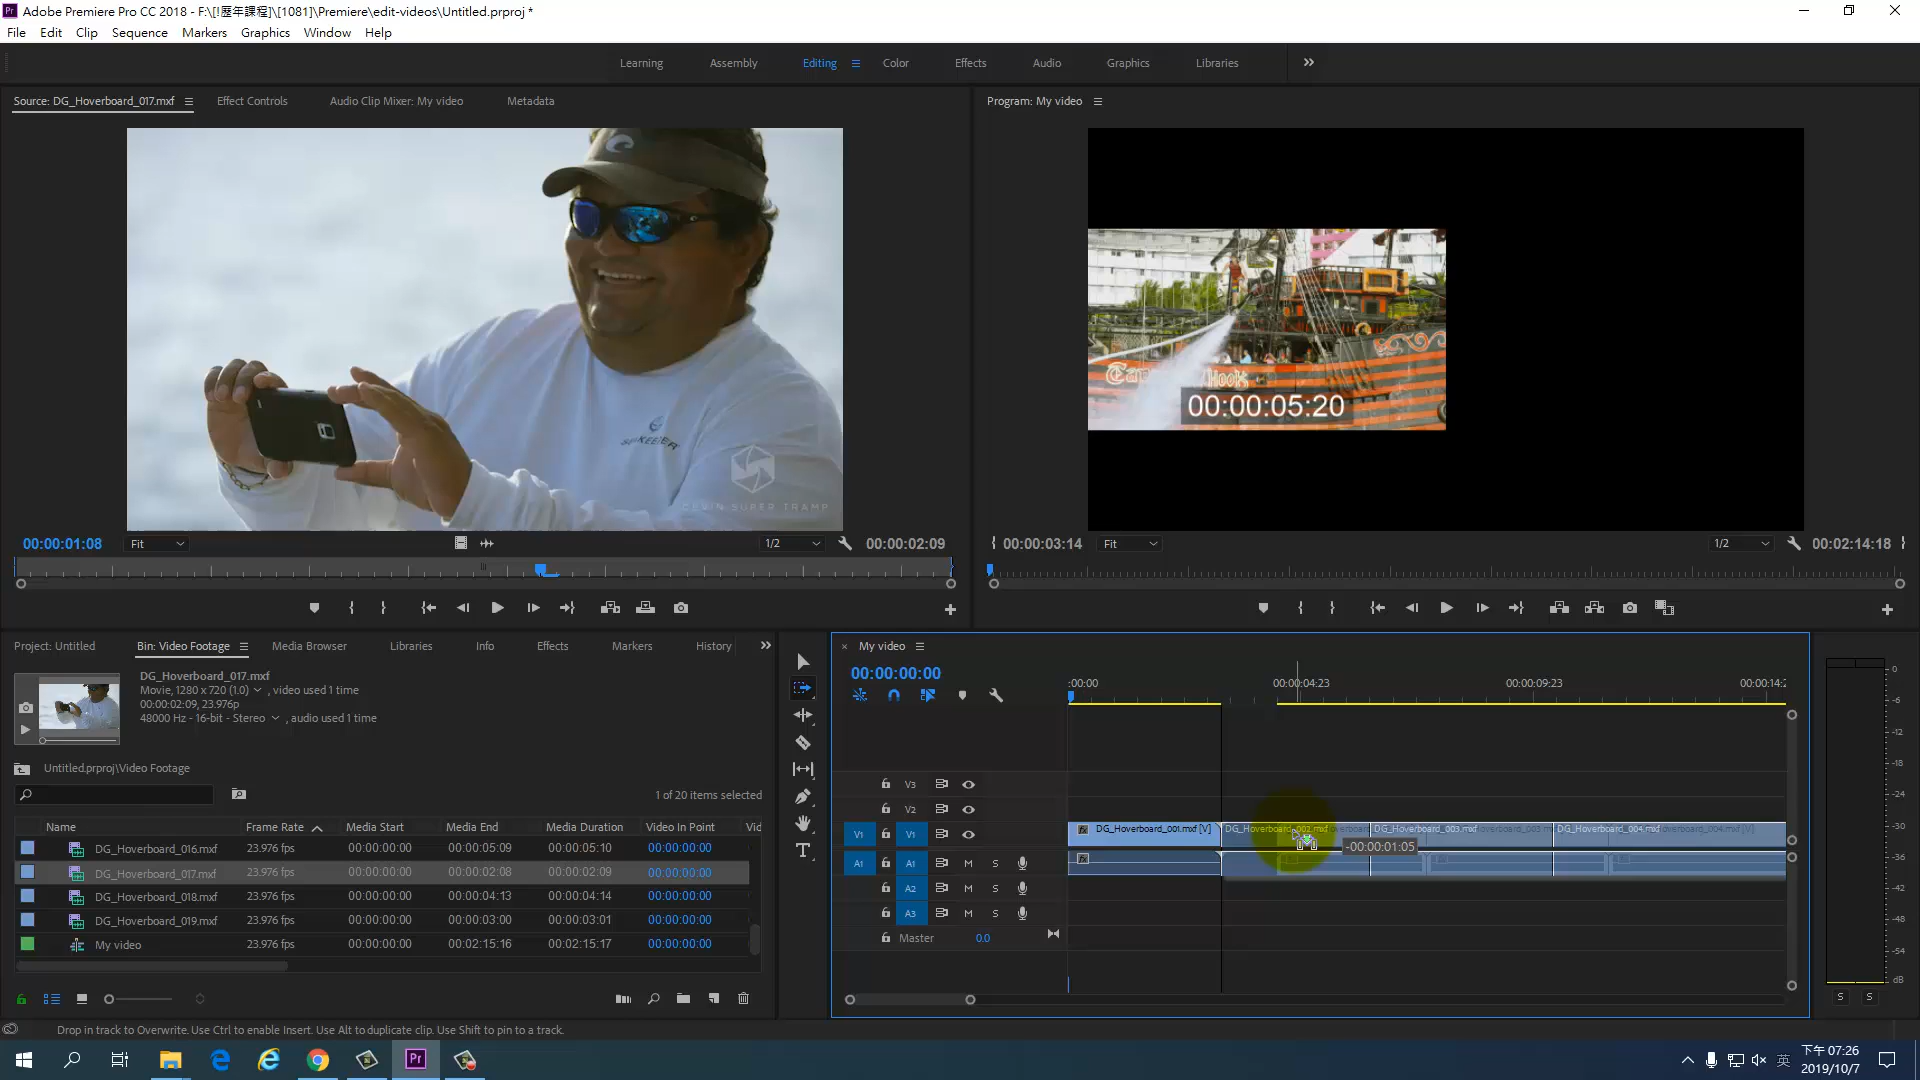 Adobe Premiere Pro CC 2018 - F:\[!歷年課程]\[1081]\Premiere\edit-videos\Untitled.prproj *
File Edit Clip Sequence Markers Graphics Window Help
Learning Assembly Editing Color Effects Audio Graphics Libraries
Source: DG_Hoverboard_017.mxf Effect Controls Audio Clip Mixer: My video Metadata
Program: My video
Hook
00:00:05:20
DEVIN SUPER TRAMP
00:00:01:08 Fit 1/2 00:00:02:09
00:00:03:14 Fit 1/2 00:02:14:18
Project: Untitled Bin: Video Footage Media Browser Libraries Info Effects Markers History
DG_Hoverboard_017.mxf
Movie, 1280 x 720 (1.0) , video used 1 time
00:00:02:09, 23.976p
48000 Hz - 16-bit - Stereo , audio used 1 time
Untitled.prproj\Video Footage
1 of 20 items selected
Name Frame Rate Media Start Media End Media Duration Video In Point Vid
DG_Hoverboard_016.mxf 23.976 fps 00:00:00:00 00:00:05:09 00:00:05:10 00:00:00:00
DG_Hoverboard_017.mxf 23.976 fps 00:00:00:00 00:00:02:08 00:00:02:09 00:00:00:00
DG_Hoverboard_018.mxf 23.976 fps 00:00:00:00 00:00:04:13 00:00:04:14 00:00:00:00
DG_Hoverboard_019.mxf 23.976 fps 00:00:00:00 00:00:03:00 00:00:03:01 00:00:00:00
My video 23.976 fps 00:00:00:00 00:02:15:16 00:02:15:17 00:00:00:00
My video
00:00:00:00
:00:00 00:00:04:23 00:00:09:23 00:00:14:2
V3
V2
V1 V1
A1 A1 M S
A2 M S
A3 M S
Master 0.0
DG_Hoverboard_001.mxf [V] DG_Hoverboard_002.mxf DG_Hoverboard_003.mxf DG_Hoverboard_004.mxf
-00:00:01:05
0
-6
-12
-18
-24
-30
-36
-42
-48
-54
dB
S S
Drop in track to Overwrite. Use Ctrl to enable Insert. Use Alt to duplicate clip. Use Shift to pin to a track.
英
下午 07:26
2019/10/7